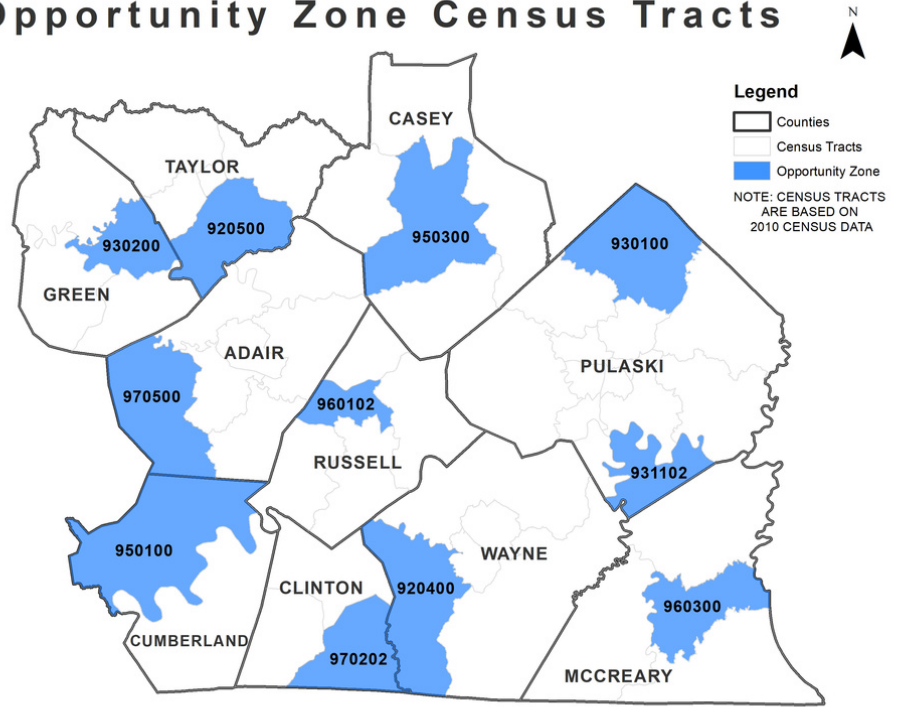 pportunity Zone Census Tracts
N
Legend
Counties
Census Tracts
Opportunity Zone
NOTE: CENSUS TRACTS
ARE BASED ON
2010 CENSUS DATA
CASEY
TAYLOR
920500
930200
950300
930100
GREEN
ADAIR
PULASKI
970500
960102
RUSSELL
931102
950100
WAYNE
CLINTON
920400
960300
CUMBERLAND
970202
MCCREARY